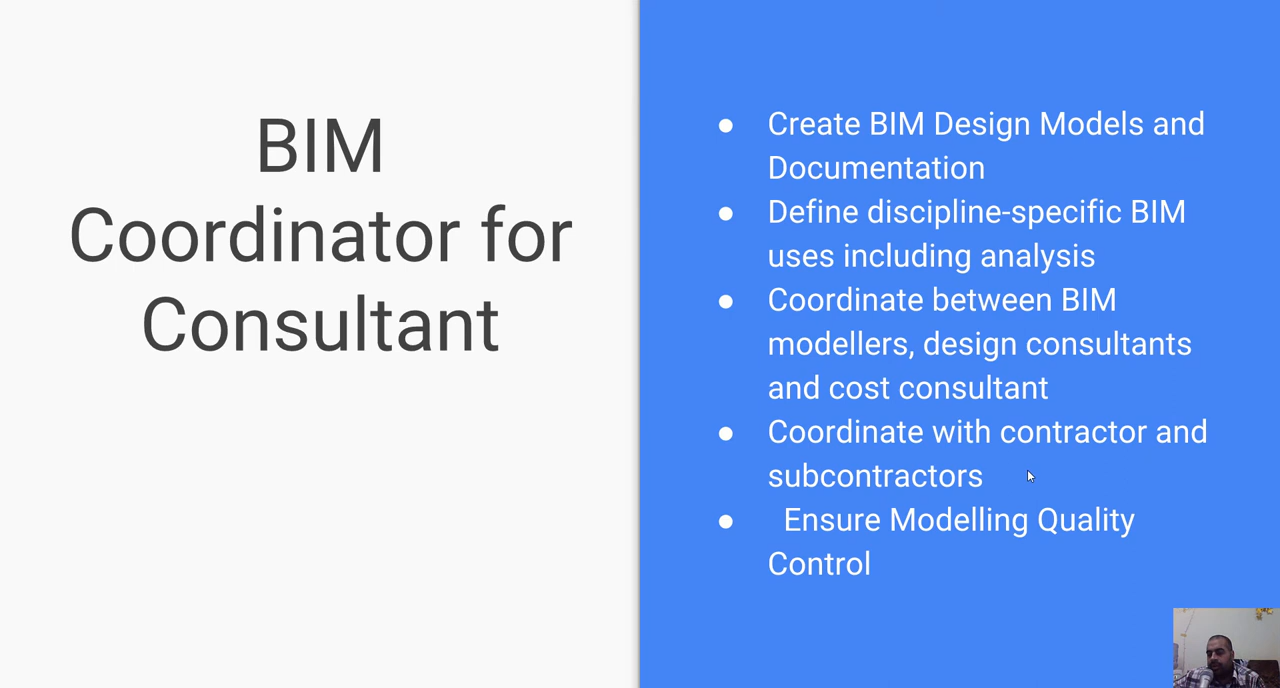 BIM
Coordinator for
Consultant
● Create BIM Design Models and
Documentation
● Define discipline-specific BIM
uses including analysis
● Coordinate between BIM
modellers, design consultants
and cost consultant
● Coordinate with contractor and
subcontractors
● Ensure Modelling Quality
Control